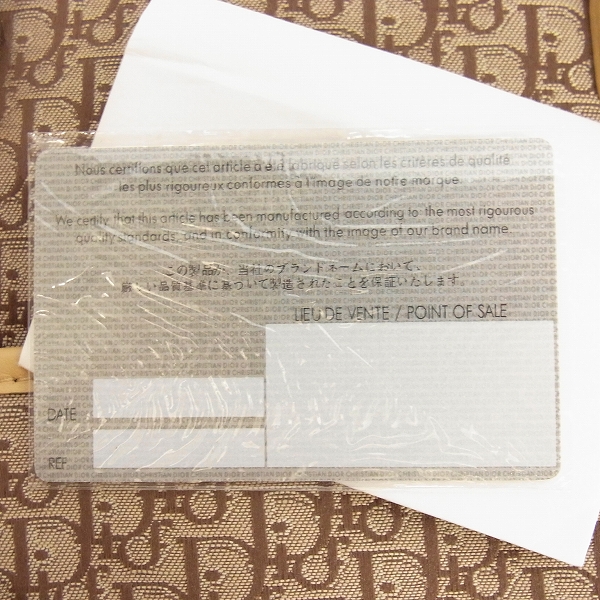 Nous certifions que cet article a été fabriqué selon les critères de qualité
les plus rigoureux conformes à l'image de notre marque.
We certify that this article has been manufactured according to the most rigourous
quality standards, and in conformity with the image of our brand name.
この製品が、当社のブランドネームにおいて、
厳しい品質基準に基づいて製造されたことを保証いたします。
LIEU DE VENTE / POINT OF SALE
DATE
REF